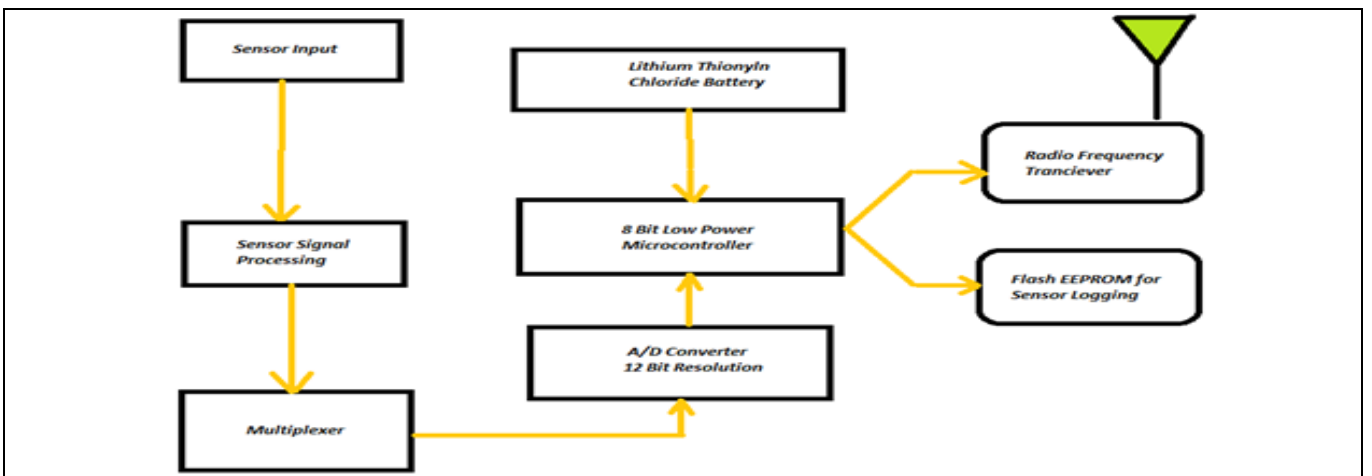 Sensor Input
Sensor Signal
Processing
Multiplexer
Lithium Thionyln
Chloride Battery
8 Bit Low Power
Microcontroller
A/D Converter
12 Bit Resolution
Radio Frequency
Tranciever
Flash EEPROM for
Sensor Logging